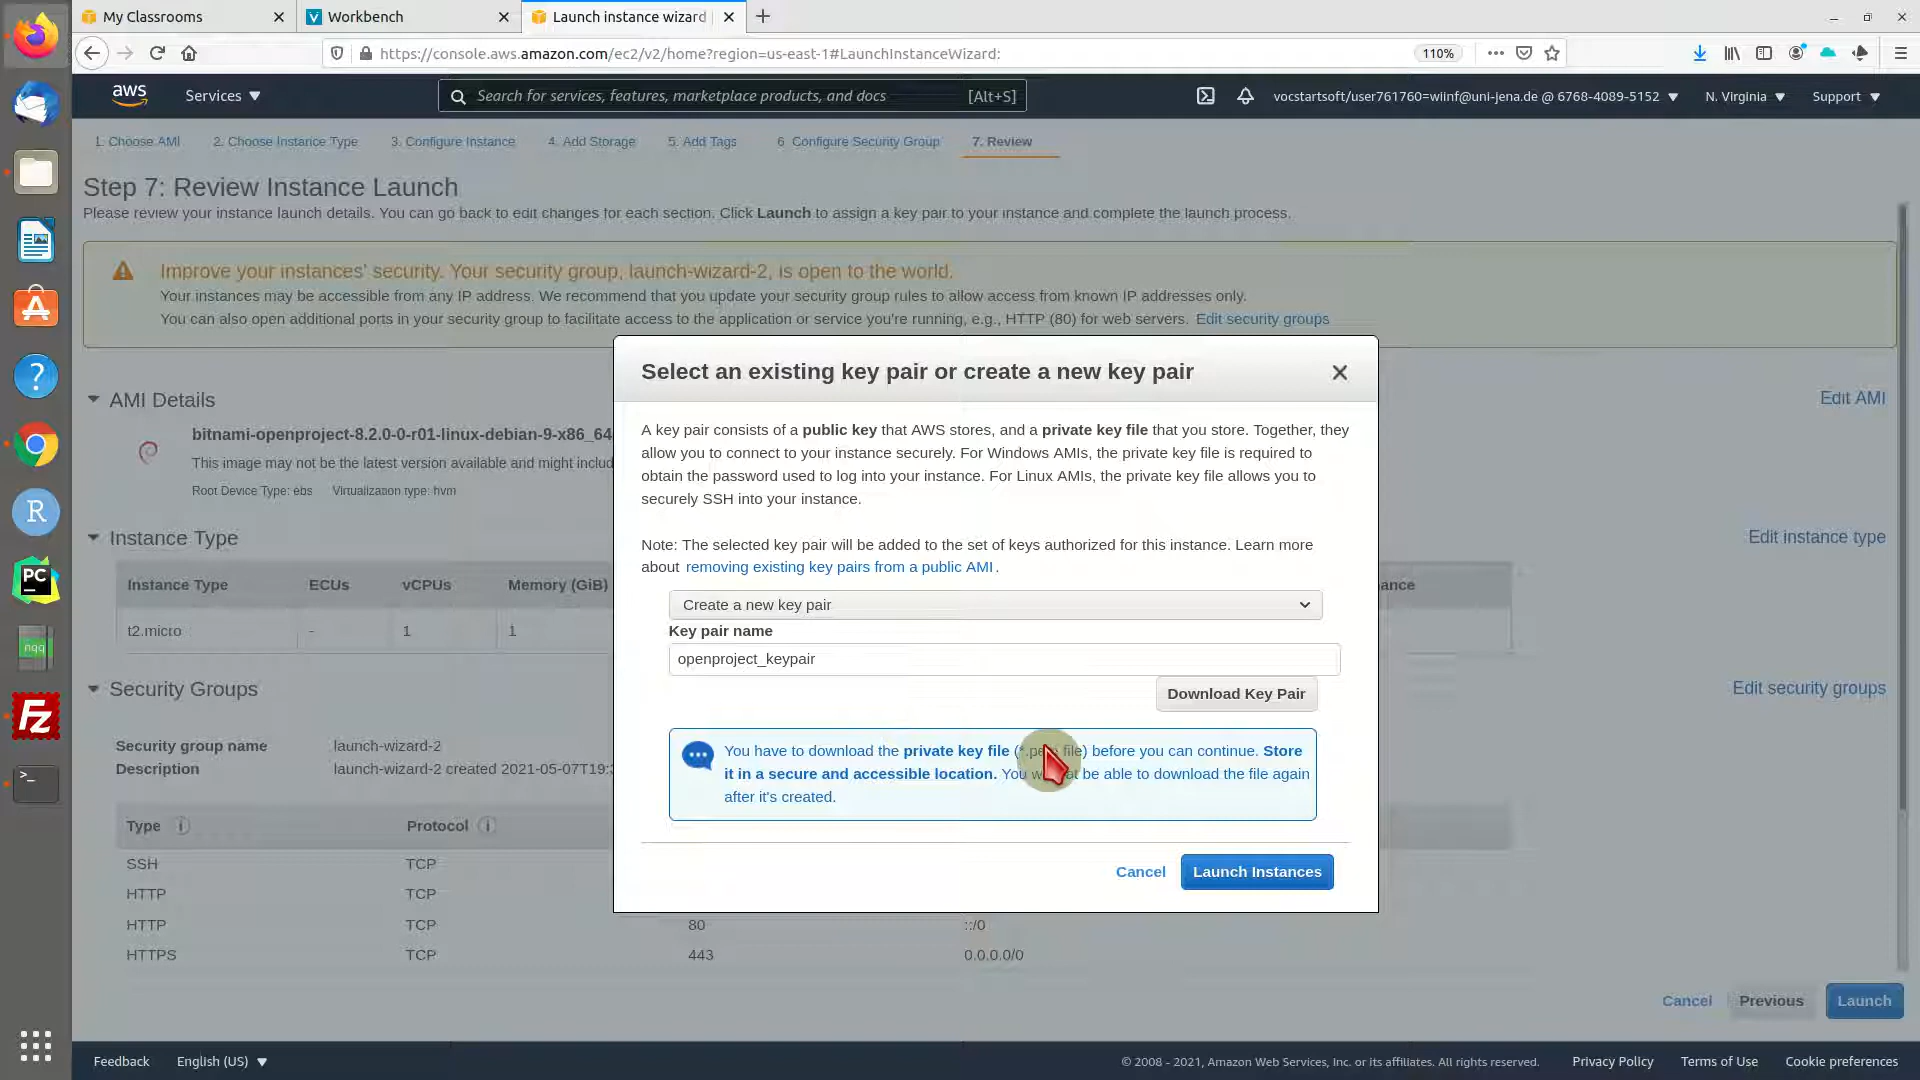 My Classrooms
Workbench
Launch instance wizard
https://console.aws.amazon.com/ec2/v2/home?region=us-east-1#LaunchInstanceWizard:
110%
aws
Services
Search for services, features, marketplace products, and docs
[Alt+S]
vocstartsoft/user761760=wiinf@uni-jena.de @ 6768-4089-5152
N. Virginia
Support
1. Choose AMI
2. Choose Instance Type
3. Configure Instance
4. Add Storage
5. Add Tags
6 Configure Security Group
7. Review
Step 7: Review Instance Launch
Please review your instance launch details. You can go back to edit changes for each section. Click Launch to assign a key pair to your instance and complete the launch process.
Improve your instances' security. Your security group, launch-wizard-2, is open to the world.
Your instances may be accessible from any IP address. We recommend that you update your security group rules to allow access from known IP addresses only.
You can also open additional ports in your security group to facilitate access to the application or service you're running, e.g., HTTP (80) for web servers. Edit security groups
Select an existing key pair or create a new key pair
A key pair consists of a public key that AWS stores, and a private key file that you store. Together, they
allow you to connect to your instance securely. For Windows AMIs, the private key file is required to
obtain the password used to log into your instance. For Linux AMIs, the private key file allows you to
securely SSH into your instance.
Note: The selected key pair will be added to the set of keys authorized for this instance. Learn more
about removing existing key pairs from a public AMI.
Create a new key pair
Key pair name
openproject_keypair
Download Key Pair
You have to download the private key file (*. file) before you can continue. Store
it in a secure and accessible location. You be able to download the file again
after it's created.
Cancel
Launch Instances
AMI Details
Edit AMI
bitnami-openproject-8.2.0-0-r01-linux-debian-9-x86_64
This image may not be the latest version available and might includ
Root Device Type: ebs
Virtualization type: hvm
Instance Type
Edit instance type
Instance Type
ECUs
vCPUs
Memory (GiB)
ance
t2.micro
-
1
1
Security Groups
Edit security groups
Security group name
launch-wizard-2
Description
launch-wizard-2 created 2021-05-07T19:3
Type
Protocol
SSH
TCP
HTTP
TCP
HTTP
TCP
80
::/0
HTTPS
TCP
443
0.0.0.0/0
Cancel
Previous
Launch
Feedback
English (US)
© 2008 - 2021, Amazon Web Services, Inc. or its affiliates. All rights reserved.
Privacy Policy
Terms of Use
Cookie preferences
R
PC
nqq
Fz